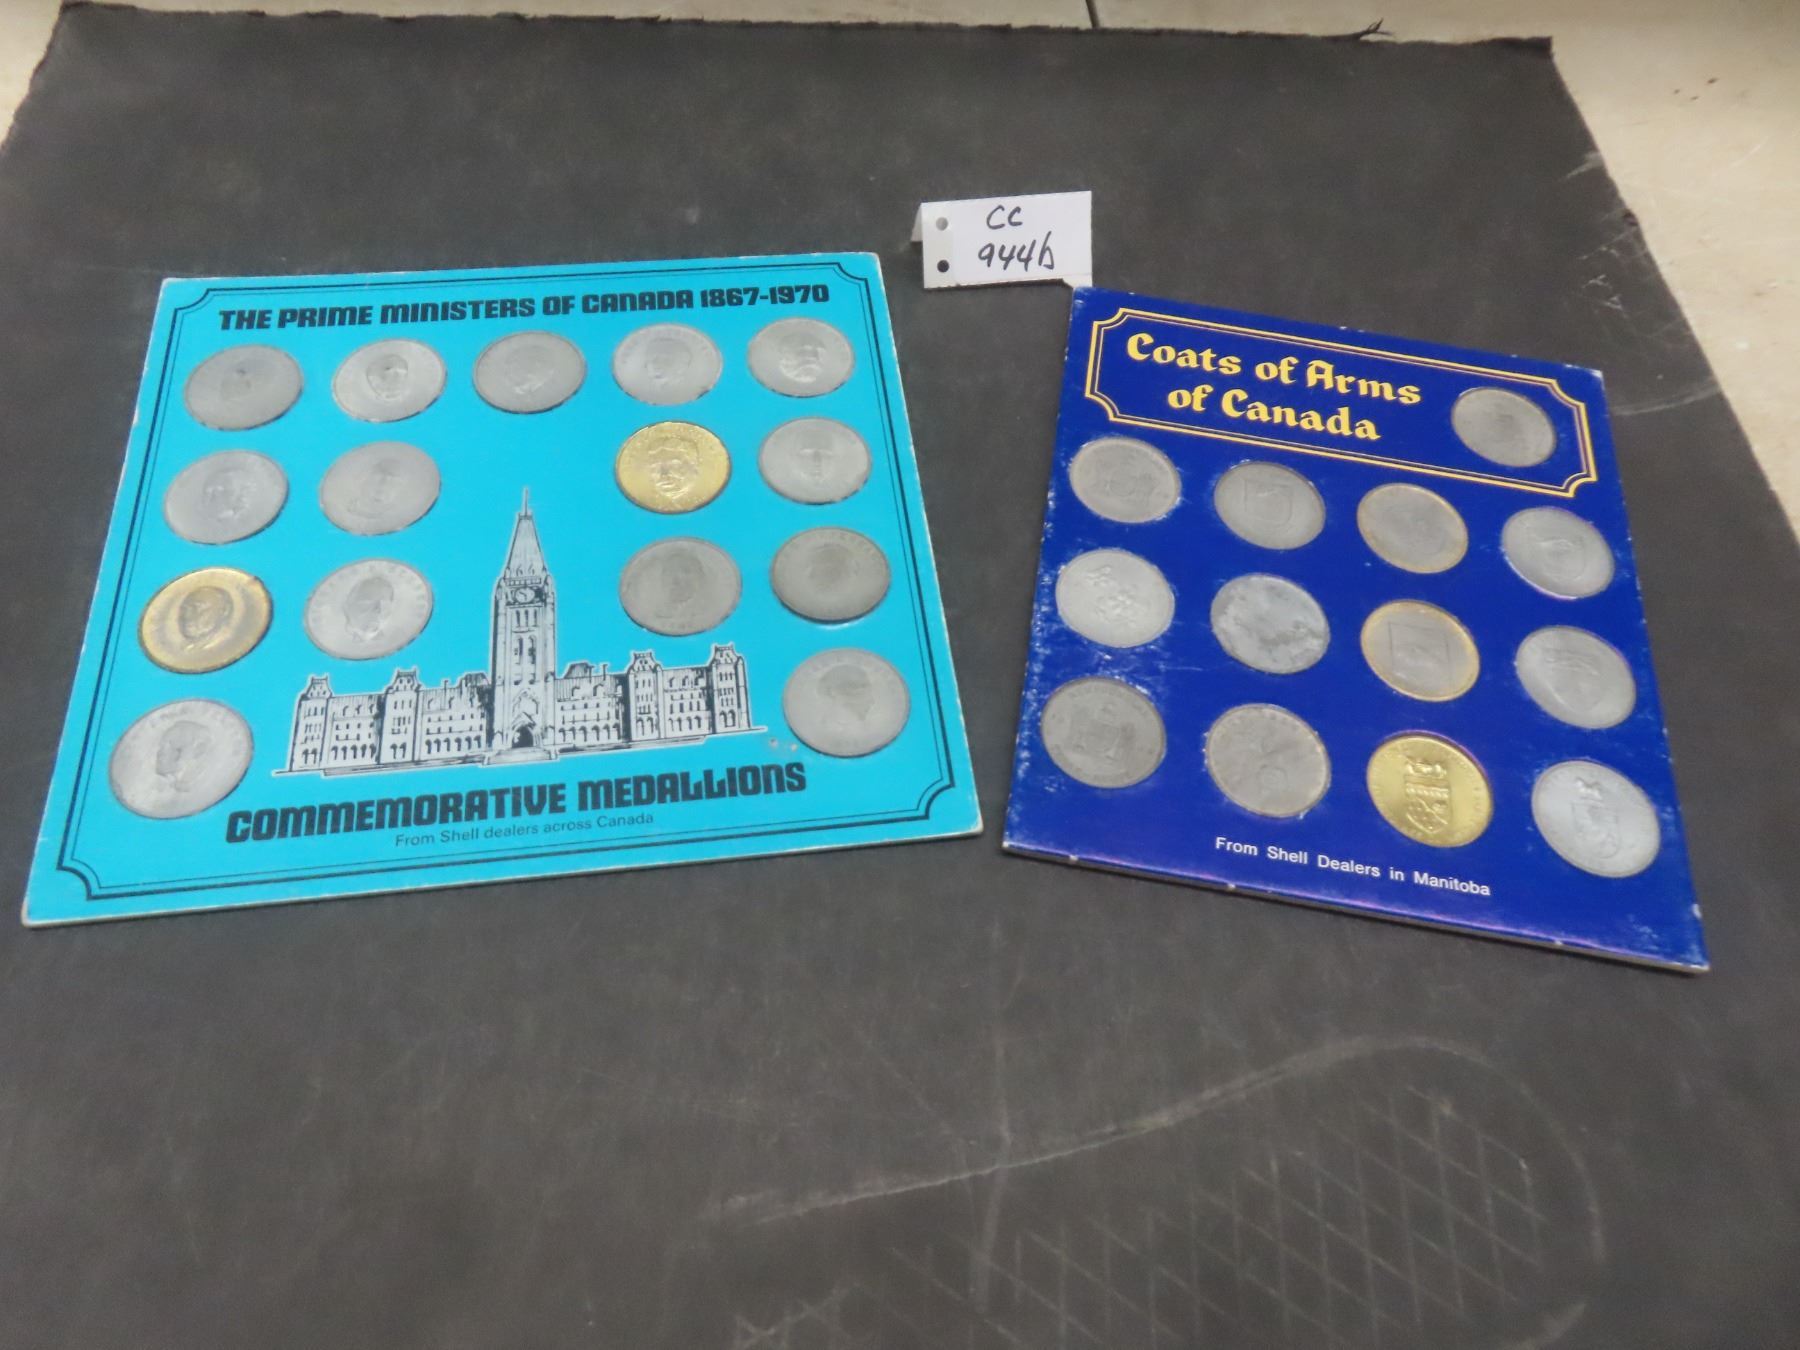 CC
944b
THE PRIME MINISTERS OF CANADA 1867-1970
COMMEMORATIVE MEDALLIONS
From Shell dealers across Canada
Coats of Arms
of Canada
From Shell Dealers in Manitoba